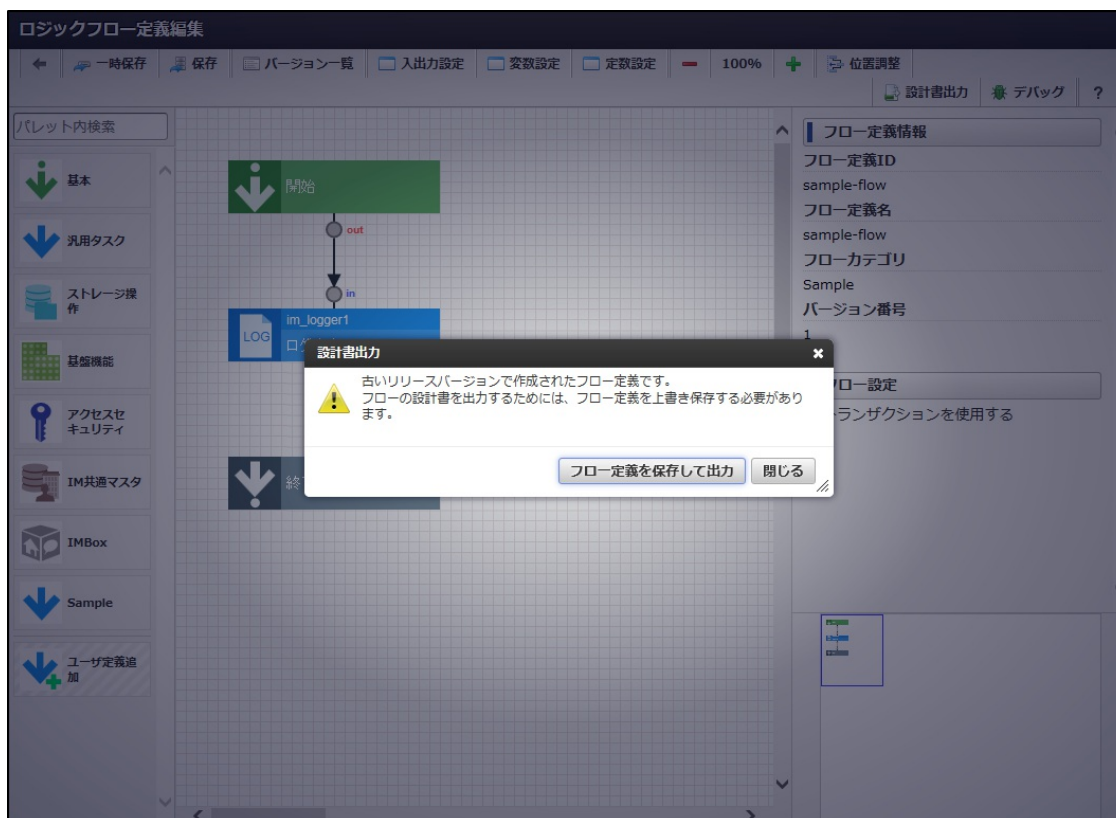 ロジックフロー定義編集
一時保存 保存 バージョン一覧 入出力設定 変数設定 定数設定 100% 位置調整
設計書出力 デバッグ ?
パレット内検索
基本
汎用タスク
ストレージ操
作
基盤機能
アクセスセ
キュリティ
IM共通マスタ
IMBox
Sample
ユーザ定義追
加
開始
out
in
im_logger1
LOG
設計書出力
古いリリースバージョンで作成されたフロー定義です。
フローの設計書を出力するためには、フロー定義を上書き保存する必要があり
ます。
フロー定義を保存して出力 閉じる
フロー定義情報
フロー定義ID
sample-flow
フロー定義名
sample-flow
フローカテゴリ
Sample
バージョン番号
1
フロー設定
トランザクションを使用する